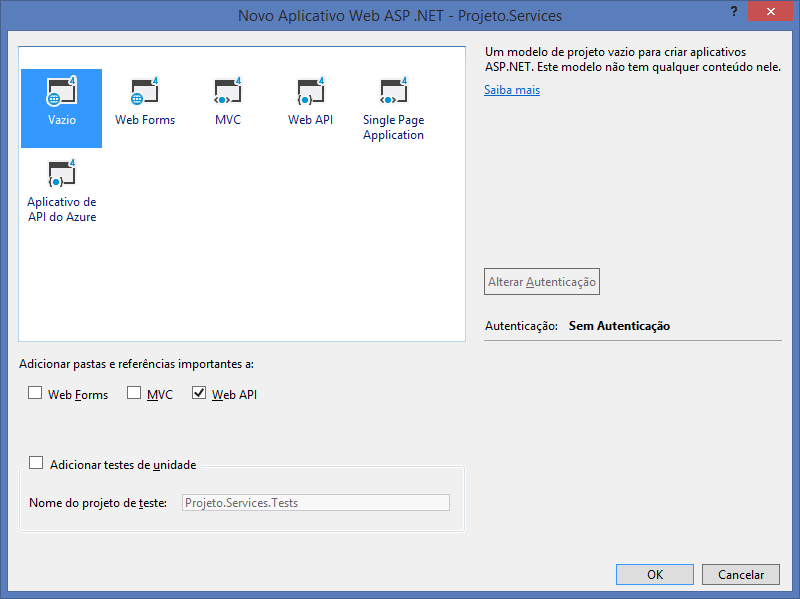 Novo Aplicativo Web ASP .NET - Projeto.Services
?
Vazio
Web Forms
MVC
Web API
Single Page
Application
Aplicativo de
API do Azure
Um modelo de projeto vazio para criar aplicativos
ASP.NET. Este modelo não tem qualquer conteúdo nele.
Saiba mais
Alterar Autenticação
Autenticação: Sem Autenticação
Adicionar pastas e referências importantes a:
Web Forms
MVC
Web API
Adicionar testes de unidade
Nome do projeto de teste: Projeto.Services.Tests
OK
Cancelar